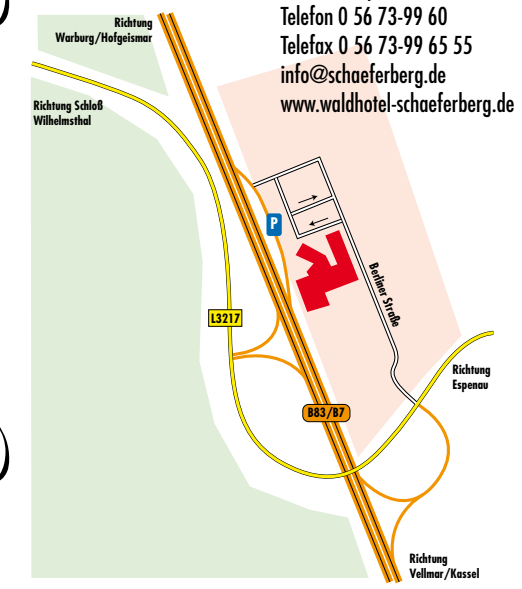 Telefon 0 56 73-99 60
Telefax 0 56 73-99 65 55
info@schaeferberg.de
www.waldhotel-schaeferberg.de
Richtung
Warburg/Hofgeismar
Richtung Schloß
Wilhelmsthal
P
Berliner Straße
L3217
Richtung
Espenau
B83/B7
Richtung
Vellmar/Kassel